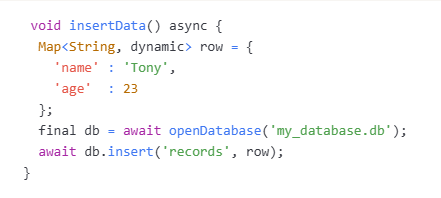 void insertData() async {
Map<String, dynamic> row = {
'name' : 'Tony',
'age'  : 23
};
final db = await openDatabase('my_database.db');
await db.insert('records', row);
}